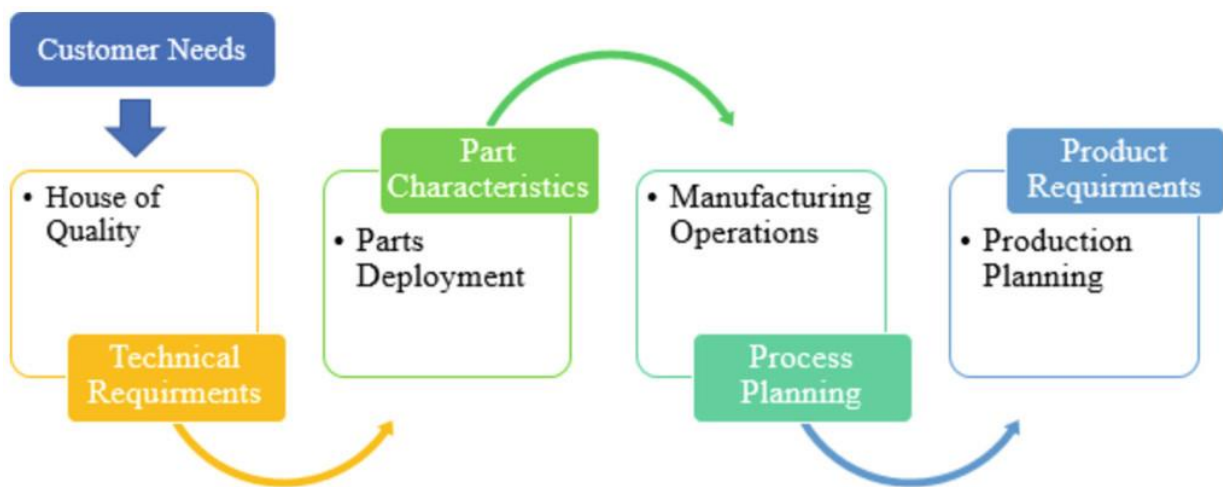 Customer Needs
• House of
Quality
Technical
Requirments
Part
Characteristics
• Parts
Deployment
• Manufacturing
Operations
Process
Planning
Product
Requirments
• Production
Planning